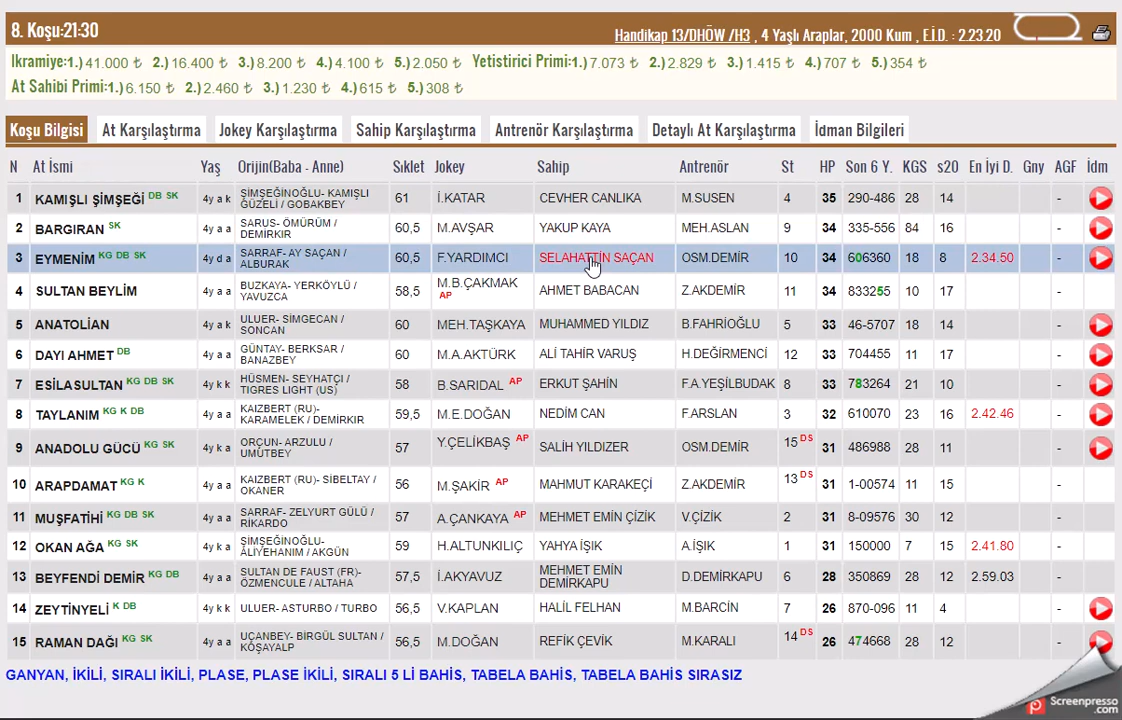 8. Koşu:21:30
Handikap 13/DHÖW /H3 , 4 Yaşlı Araplar, 2000 Kum , E.İ.D. : 2.23.20
Ikramiye:1.) 41.000 ₺ 2.) 16.400 ₺ 3.) 8.200 ₺ 4.) 4.100 ₺ 5.) 2.050 ₺ Yetistirici Primi:1.) 7.073 ₺ 2.) 2.829 ₺ 3.) 1.415 ₺ 4.) 707 ₺ 5.) 354 ₺
At Sahibi Primi:1.) 6.150 ₺ 2.) 2.460 ₺ 3.) 1.230 ₺ 4.) 615 ₺ 5.) 308 ₺
Koşu Bilgisi At Karşılaştırma Jokey Karşılaştırma Sahip Karşılaştırma Antrenör Karşılaştırma Detaylı At Karşılaştırma İdman Bilgileri
N At İsmi Yaş Orijin(Baba - Anne) Sıklet Jokey Sahip Antrenör St HP Son 6 Y. KGS s20 En İyi D. Gny AGF İdm
1 KAMIŞLI ŞİMŞEĞİ DB SK 4y a k ŞİMŞEĞİNOĞLU- KAMIŞLI GÜZELİ / GOBAKBEY 61 İ.KATAR CEVHER CANLIKA M.SUSEN 4 35 290-486 28 14 -
2 BARGIRAN SK 4y a a SARUS- ÖMÜRÜM / DEMİRKIR 60,5 M.AVŞAR YAKUP KAYA MEH.ASLAN 9 34 335-556 84 16 -
3 EYMENİM KG DB SK 4y d a SARRAF- AY SAÇAN / ALBURAK 60,5 F.YARDIMCI SELAHATTİN SAÇAN OSM.DEMİR 10 34 606360 18 8 2.34.50 -
4 SULTAN BEYLİM 4y a a BUZKAYA- YERKÖYLÜ / YAVUZCA 58,5 M.B.ÇAKMAK AP AHMET BABACAN Z.AKDEMİR 11 34 833255 10 17 -
5 ANATOLİAN 4y a k ULUER- SIMGECAN / SONCAN 60 MEH.TAŞKAYA MUHAMMED YILDIZ B.FAHRİOĞLU 5 33 46-5707 18 14 -
6 DAYI AHMET DB 4y a a GÜNTAY- BERKSAR / BANAZBEY 60 M.A.AKTÜRK ALİ TAHİR VARUŞ H.DEĞİRMENCİ 12 33 704455 11 17 -
7 ESİLASULTAN KG DB SK 4y k k HÜSMEN- SEYHATÇI / TIGRES LIGHT (US) 58 B.SARIDAL AP ERKUT ŞAHİN F.A.YEŞİLBUDAK 8 33 783264 21 10 -
8 TAYLANIM KG K DB 4y a a KAIZBERT (RU)- KARAMELEK / DEMİRKIR 59,5 M.E.DOĞAN NEDİM CAN F.ARSLAN 3 32 610070 23 16 2.42.46 -
9 ANADOLU GÜCÜ KG SK 4y k a ORÇUN- ARZULU / UMUTBEY 57 Y.ÇELİKBAŞ AP SALİH YILDIZER OSM.DEMİR 15 DS 31 486988 28 11 -
10 ARAPDAMAT KG K 4y a a KAIZBERT (RU)- SİBELTAY / OKANER 56 M.ŞAKİR AP MAHMUT KARAKEÇİ Z.AKDEMİR 13 DS 31 1-00574 11 15 -
11 MUŞFATİHİ KG DB SK 4y a a SARRAF- ZELYURT GÜLÜ / RİKARDO 57 A.ÇANKAYA AP MEHMET EMİN ÇİZİK V.ÇİZİK 2 31 8-09576 30 12 -
12 OKAN AĞA KG SK 4y k a ŞİMŞEĞİNOĞLU- ALIYEHANIM / AKGÜN 59 H.ALTUNKILIÇ YAHYA IŞIK A.IŞIK 1 31 150000 7 15 2.41.80 -
13 BEYFENDİ DEMİR KG DB 4y a a SULTAN DE FAUST (FR)- ÖZMENCULE / ALTAHA 57,5 İ.AKYAVUZ MEHMET EMİN DEMİRKAPU D.DEMİRKAPU 6 28 350869 28 12 2.59.03 -
14 ZEYTİNYELİ K DB 4y k k ULUER- ASTURBO / TURBO 56,5 V.KAPLAN HALİL FELHAN M.BARCİN 7 26 870-096 11 4 -
15 RAMAN DAĞI KG SK 4y a a UÇANBEY- BİRGÜL SULTAN / KÖŞAYALP 56,5 M.DOĞAN REFİK ÇEVİK M.KARALI 14 DS 26 474668 28 12 -
GANYAN, İKİLİ, SIRALI İKİLİ, PLASE, PLASE İKİLİ, SIRALI 5 Lİ BAHİS, TABELA BAHİS, TABELA BAHİS SIRASIZ
Screenpresso
.com